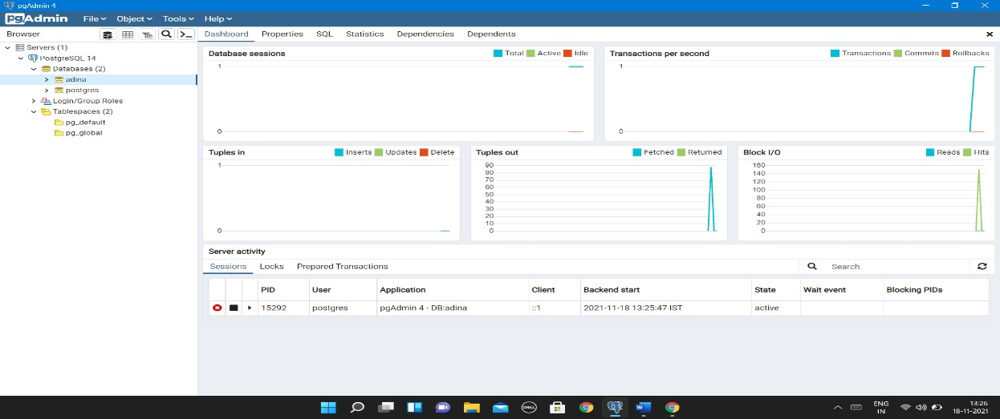 pgAdmin 4
pgAdmin File Object Tools Help
Browser Dashboard Properties SQL Statistics Dependencies Dependents
Servers (1)
PostgreSQL 14
Databases (2)
adina
postgres
Login/Group Roles
Tablespaces (2)
pg_default
pg_global
Database sessions Total Active Idle
1
0
Transactions per second Transactions Commits Rollbacks
1
0
Tuples in Inserts Updates Delete
1
0
Tuples out Fetched Returned
90
80
70
60
50
40
30
20
10
0
Block I/O Reads Hits
160
140
120
100
80
60
40
20
0
Server activity
Sessions Locks Prepared Transactions Search
PID User Application Client Backend start State Wait event Blocking PIDs
15292 postgres pgAdmin 4 - DB:adina ::1 2021-11-18 13:25:47 IST active
DELL W ENG 13:26
IN 18-11-2021